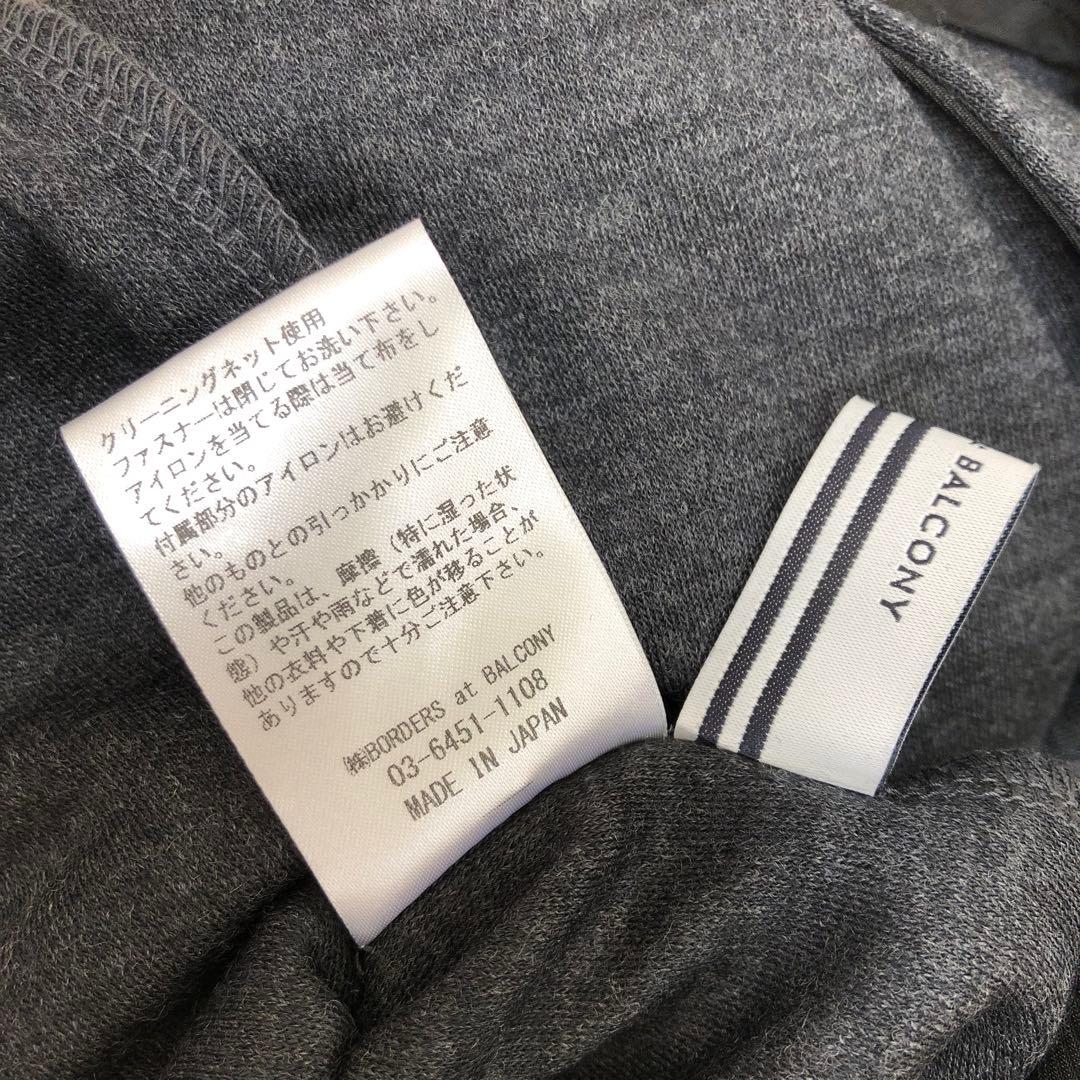 クリーニングネット使用
ファスナーは閉じてお洗い下さい。
アイロンを当てる際は当て布をし
てください。
付属部分のアイロンはお避けくだ
さい。
他のものとの引っかかりにご注意
ください。
この製品は、摩擦（特に湿った状
態）や汗や雨などで濡れた場合、
他の衣料や下着に色が移ることが
ありますので十分ご注意下さい。
㈱BORDERS at BALCONY
03-6451-1108
MADE IN JAPAN
BALCONY